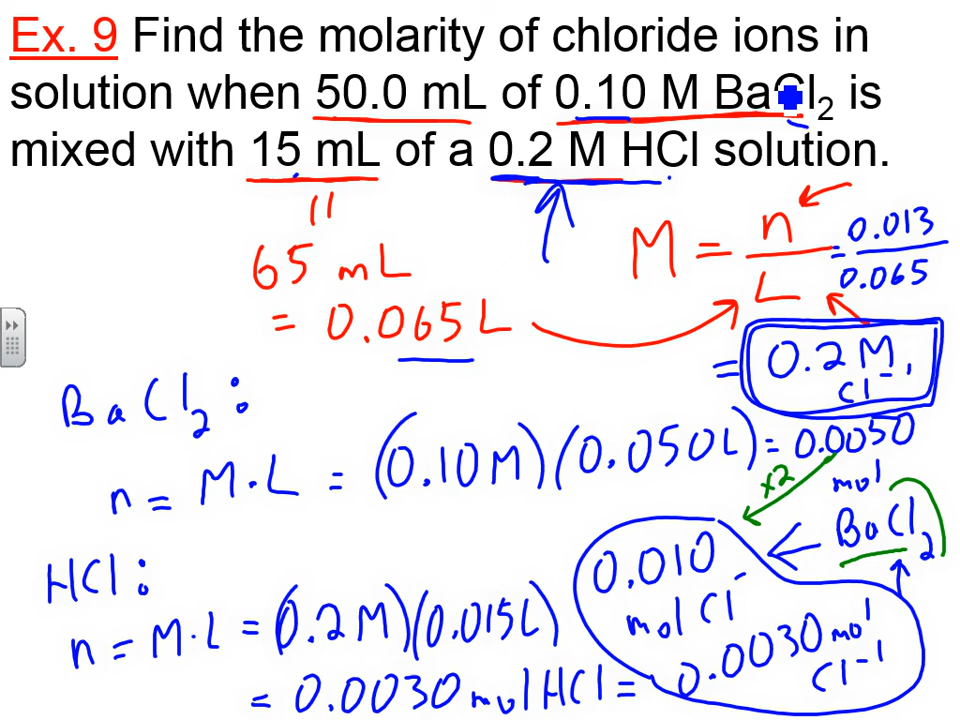 Ex. 9 Find the molarity of chloride ions in
solution when 50.0 mL of 0.10 M BaCl₂ is
mixed with 15 mL of a 0.2 M HCl solution.
65 mL
= 0.065 L
M = n/L = 0.013/0.065
= 0.2 M Cl⁻
BaCl₂:
n = M·L = (0.10M)(0.050L) = 0.0050 mol BaCl₂
x2
0.010 mol Cl⁻
HCl:
n = M·L = (0.2M)(0.015L)
= 0.0030 mol HCl = 0.0030 mol Cl⁻¹